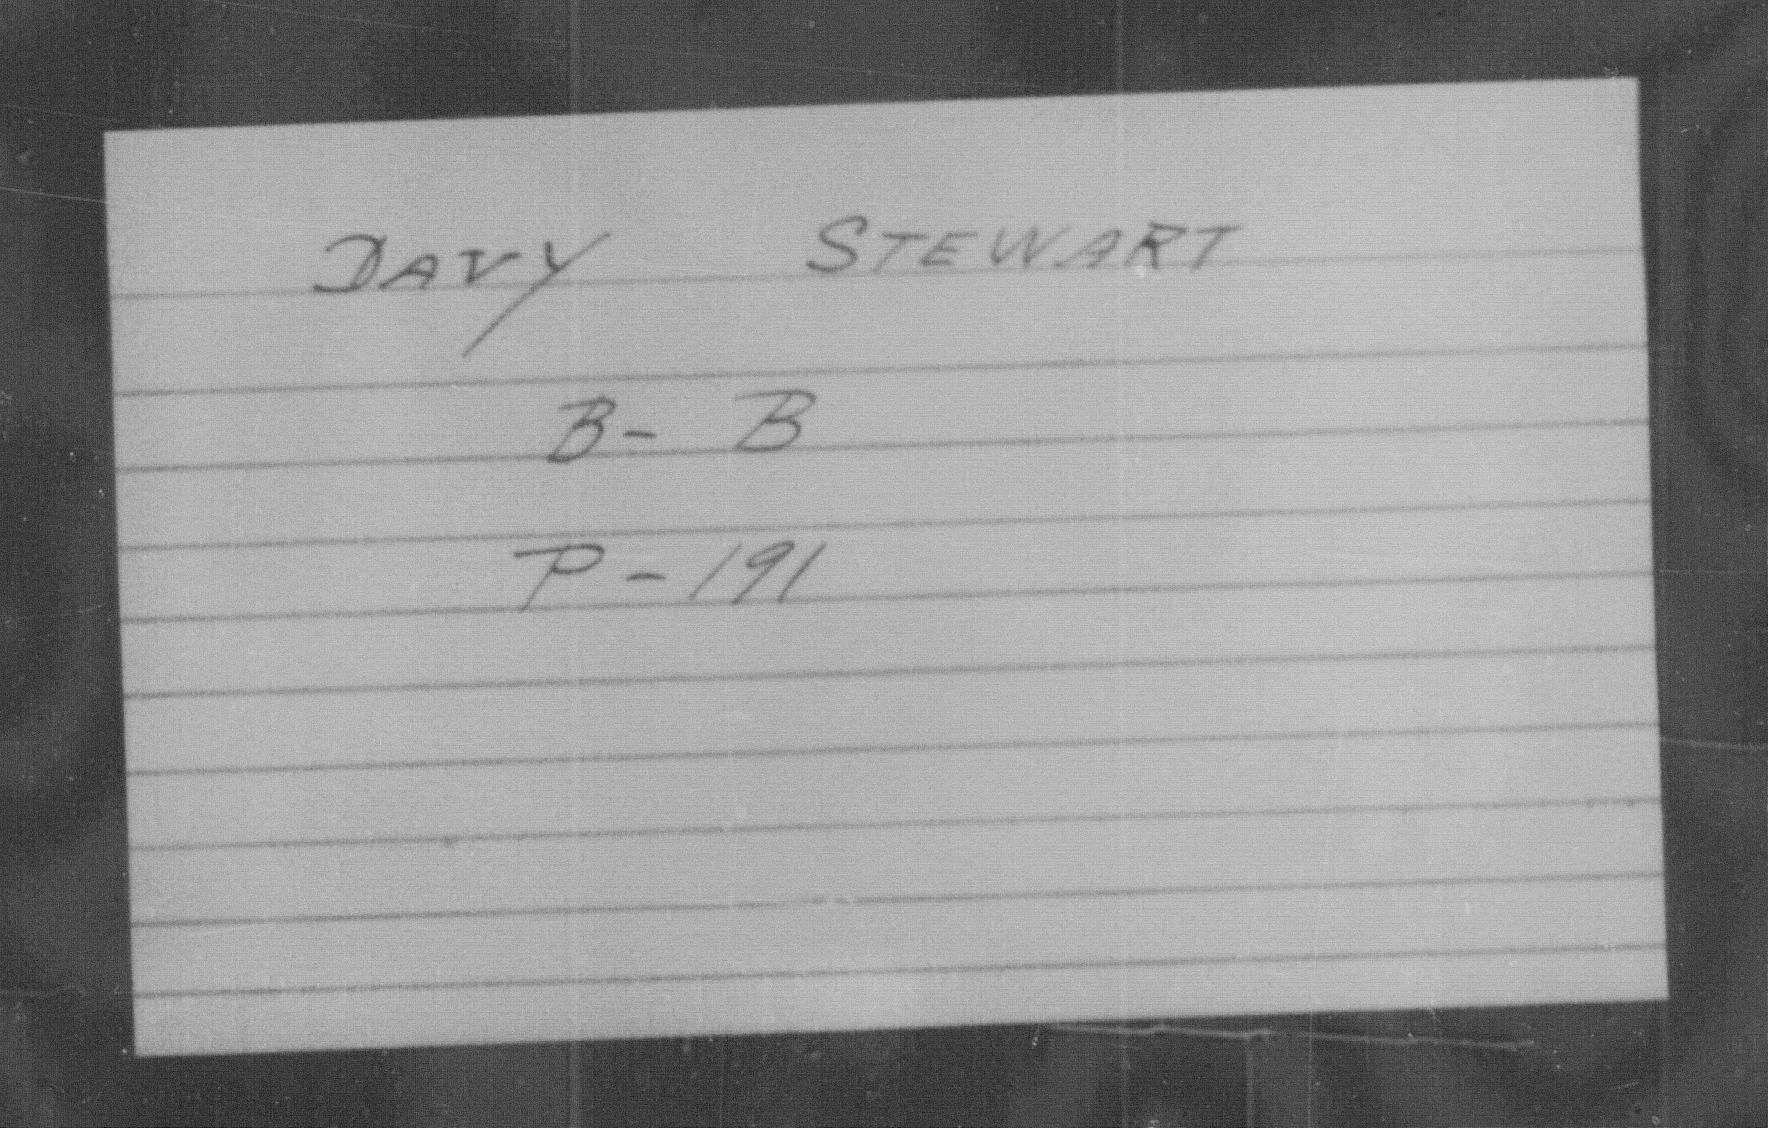 DAVY STEWART
B- B
P-191